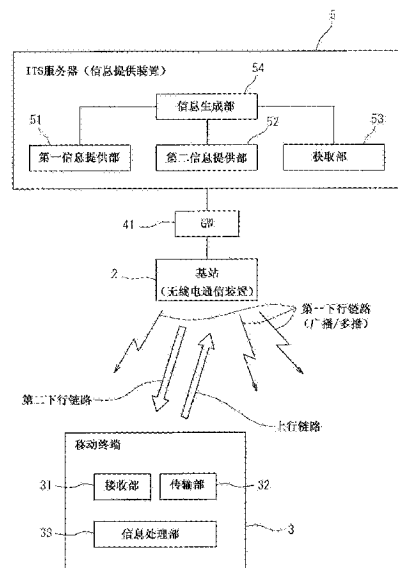 5
ITS服务器（信息提供装置）
54
信息生成部
51
52
53
第一信息提供部
第二信息提供部
获取部
41
GW
2
基站
（无线电通信装置）
第一下行链路
（广播/多播）
第二下行链路
上行链路
移动终端
31
接收部
传输部
32
33
信息处理部
3